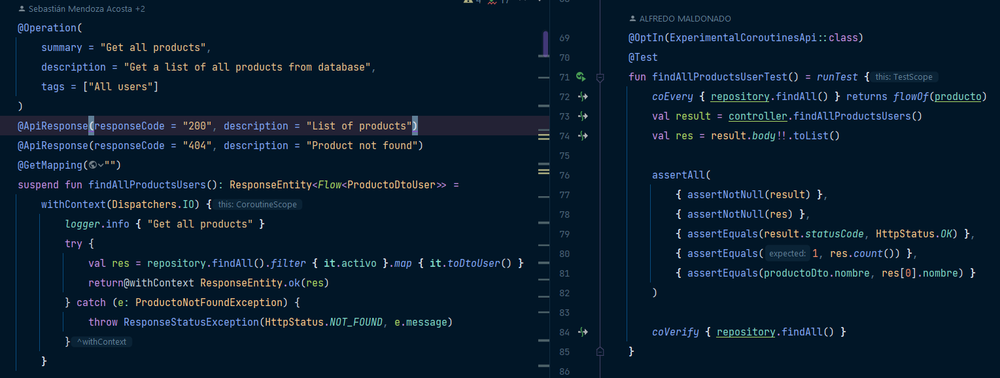 Sebastián Mendoza Acosta +2
@Operation(
summary = "Get all products",
description = "Get a list of all products from database",
tags = ["All users"]
)
@ApiResponse(responseCode = "200", description = "List of products")
@ApiResponse(responseCode = "404", description = "Product not found")
@GetMapping("")
suspend fun findAllProductsUsers(): ResponseEntity<Flow<ProductoDtoUser>> =
withContext(Dispatchers.IO) { this: CoroutineScope
logger.info { "Get all products" }
try {
val res = repository.findAll().filter { it.activo }.map { it.toDtoUser() }
return@withContext ResponseEntity.ok(res)
} catch (e: ProductoNotFoundException) {
throw ResponseStatusException(HttpStatus.NOT_FOUND, e.message)
} ^withContext
}
ALFREDO MALDONADO
69 @OptIn(ExperimentalCoroutinesApi::class)
70 @Test
71 fun findAllProductsUserTest() = runTest { this: TestScope
72 coEvery { repository.findAll() } returns flowOf(producto)
73 val result = controller.findAllProductsUsers()
74 val res = result.body!!.toList()
75
76 assertAll(
77 { assertNotNull(result) },
78 { assertNotNull(res) },
79 { assertEquals(result.statusCode, HttpStatus.OK) },
80 { assertEquals( expected: 1, res.count()) },
81 { assertEquals(productoDto.nombre, res[0].nombre) }
82 )
83
84 coVerify { repository.findAll() }
85 }
86